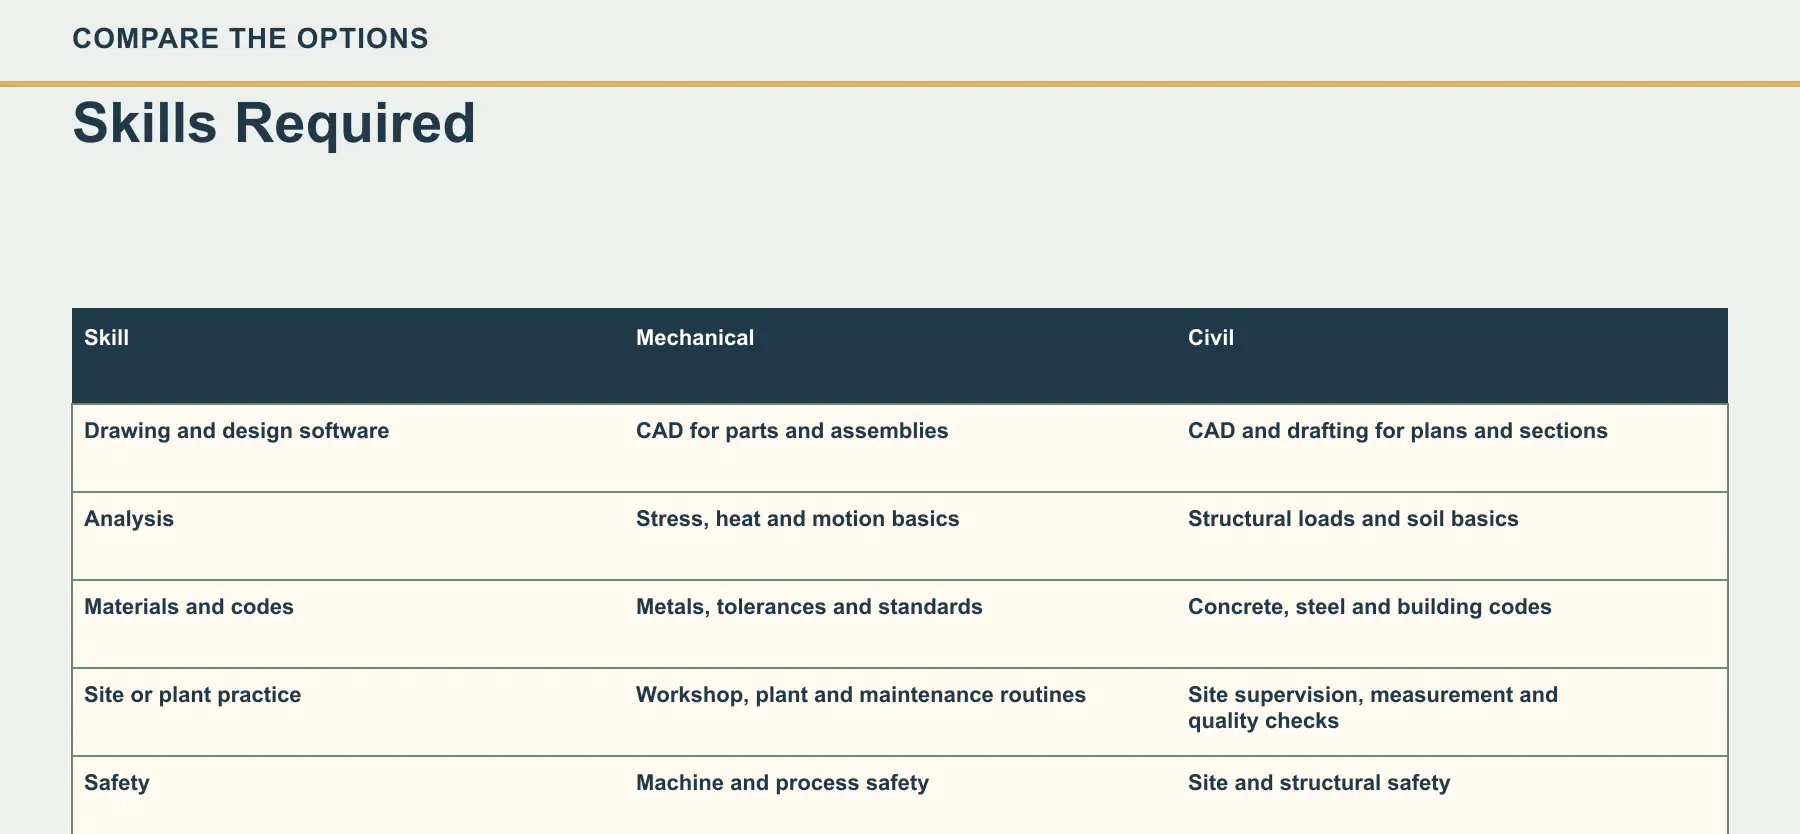 COMPARE THE OPTIONS
Skills Required
Skill Mechanical Civil
Drawing and design software CAD for parts and assemblies CAD and drafting for plans and sections
Analysis Stress, heat and motion basics Structural loads and soil basics
Materials and codes Metals, tolerances and standards Concrete, steel and building codes
Site or plant practice Workshop, plant and maintenance routines Site supervision, measurement and
quality checks
Safety Machine and process safety Site and structural safety